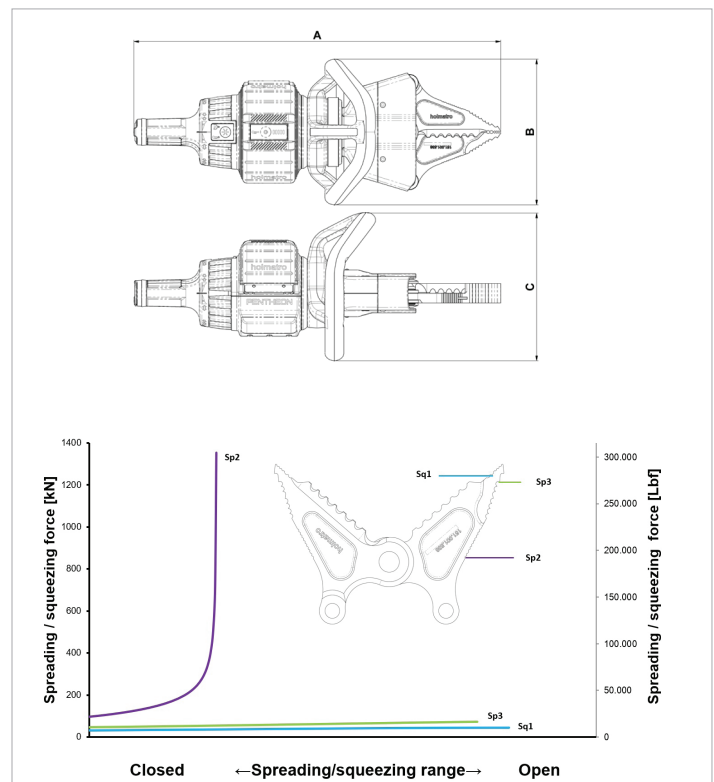 A
holmatro
B
holmatro
C
holmatro
PENTHEON
1400
1200
1000
800
600
400
200
0
Spreading / squeezing force [kN]
Sp2
Sq1
Sp3
Sp2
holmatro
Sp3
Sq1
300.000
250.000
200.000
150.000
100.000
50.000
0
Spreading / squeezing force [Lbf]
Closed ←Spreading/squeezing range→ Open